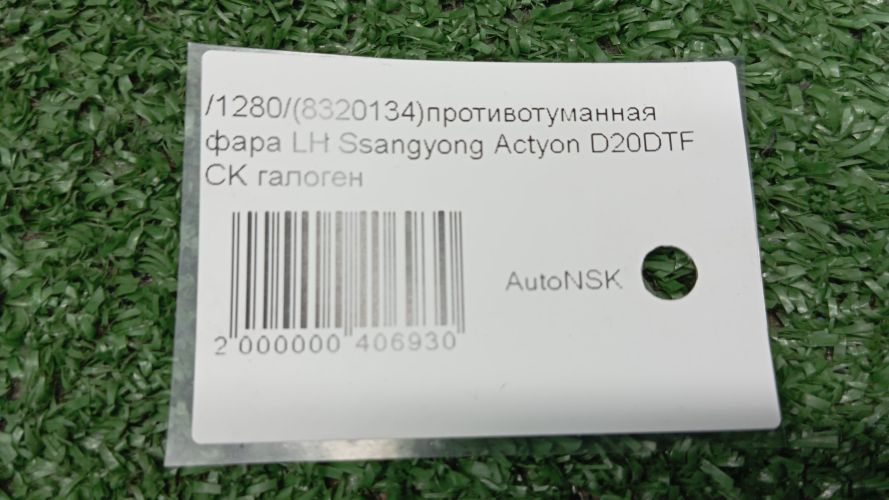 /1280/(8320134)противотуманная
фара LH Ssangyong Actyon D20DTF
CK галоген
AutoNSK
2 000000 406930